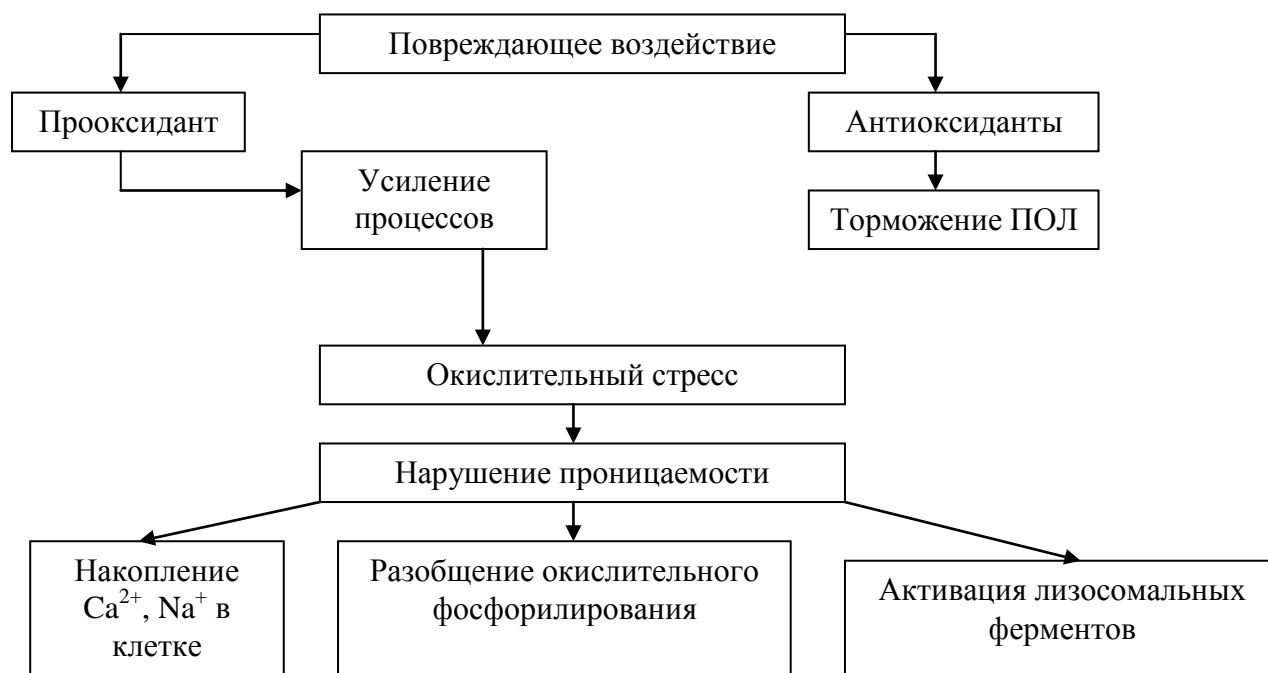 Повреждающее воздействие
Прооксидант
Антиоксиданты
Усиление
процессов
Торможение ПОЛ
Окислительный стресс
Нарушение проницаемости
Накопление
Ca²⁺, Na⁺ в
клетке
Разобщение окислительного
фосфорилирования
Активация лизосомальных
ферментов